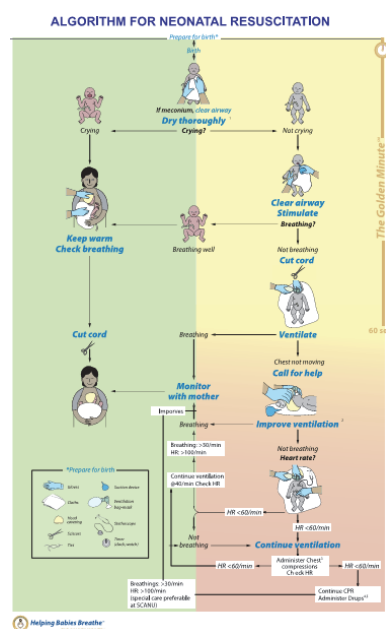 ALGORITHM FOR NEONATAL RESUSCITATION
Prepare for birth*
Birth
If meconium, clear airway
Dry thoroughly
Crying
Crying?
Not crying
Clear airway
Stimulate
Breathing?
Keep warm
Check breathing
Breathing well
Not breathing
Cut cord
The Golden Minute
60 se
Cut cord
Breathing
Ventilate
Chest not moving
Call for help
Monitor
with mother
Imporves
Breathing
Improve ventilation
Not breathing
Heart rate?
Breathing: >30/min
HR: >100/min
Continue ventilation
@40/min Check HR
*Prepare for birth
HR <60/min
HR <60/min
Not
breathing
Continue ventilation
HR <60/min
Administer Chest
compressions
Check HR
HR <60/min
Breathings: >30/min
HR: >100/min
(special care preferable
at SCANU)
Continue CPR
Administer Drugs
Helping Babies Breathe